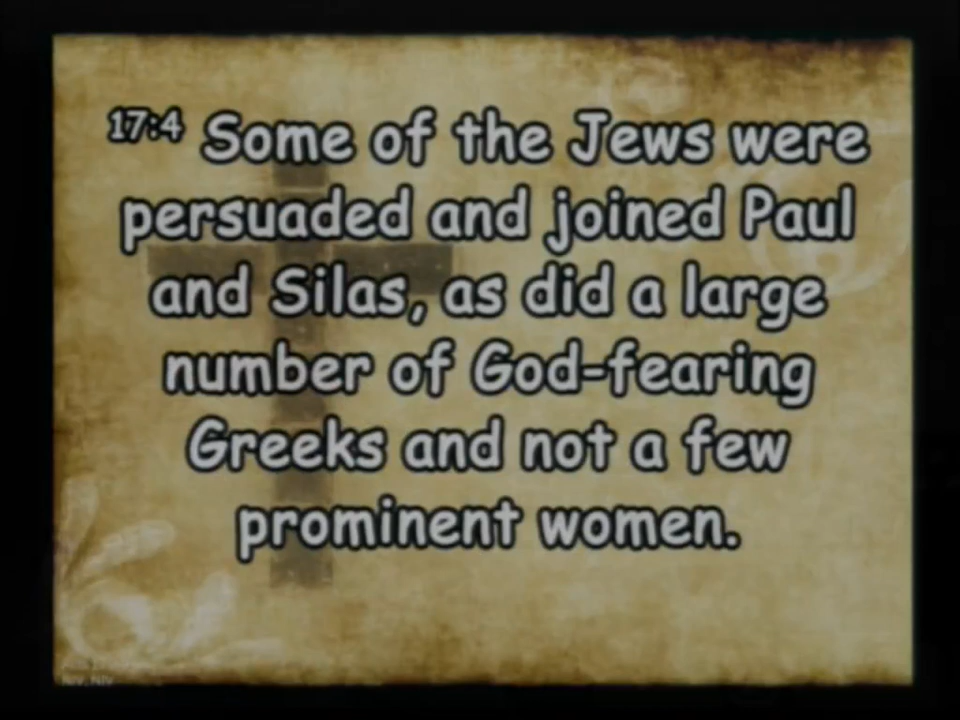 17:4 Some of the Jews were
persuaded and joined Paul
and Silas, as did a large
number of God-fearing
Greeks and not a few
prominent women.